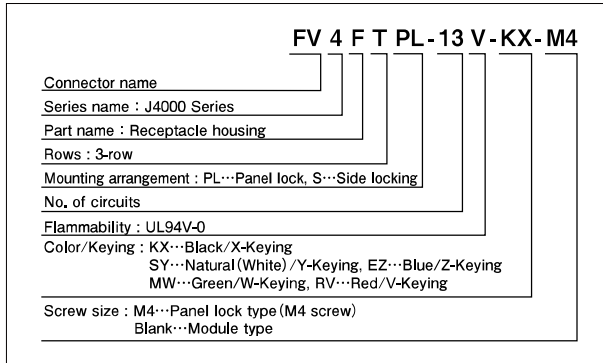 FV 4 F T PL-13 V-KX-M4
Connector name
Series name : J4000 Series
Part name : Receptacle housing
Rows : 3-row
Mounting arrangement : PL…Panel lock, S…Side locking
No. of circuits
Flammability : UL94V-0
Color/Keying : KX…Black/X-Keying
SY…Natural(White)/Y-Keying, EZ…Blue/Z-Keying
MW…Green/W-Keying, RV…Red/V-Keying
Screw size : M4…Panel lock type(M4 screw)
Blank…Module type